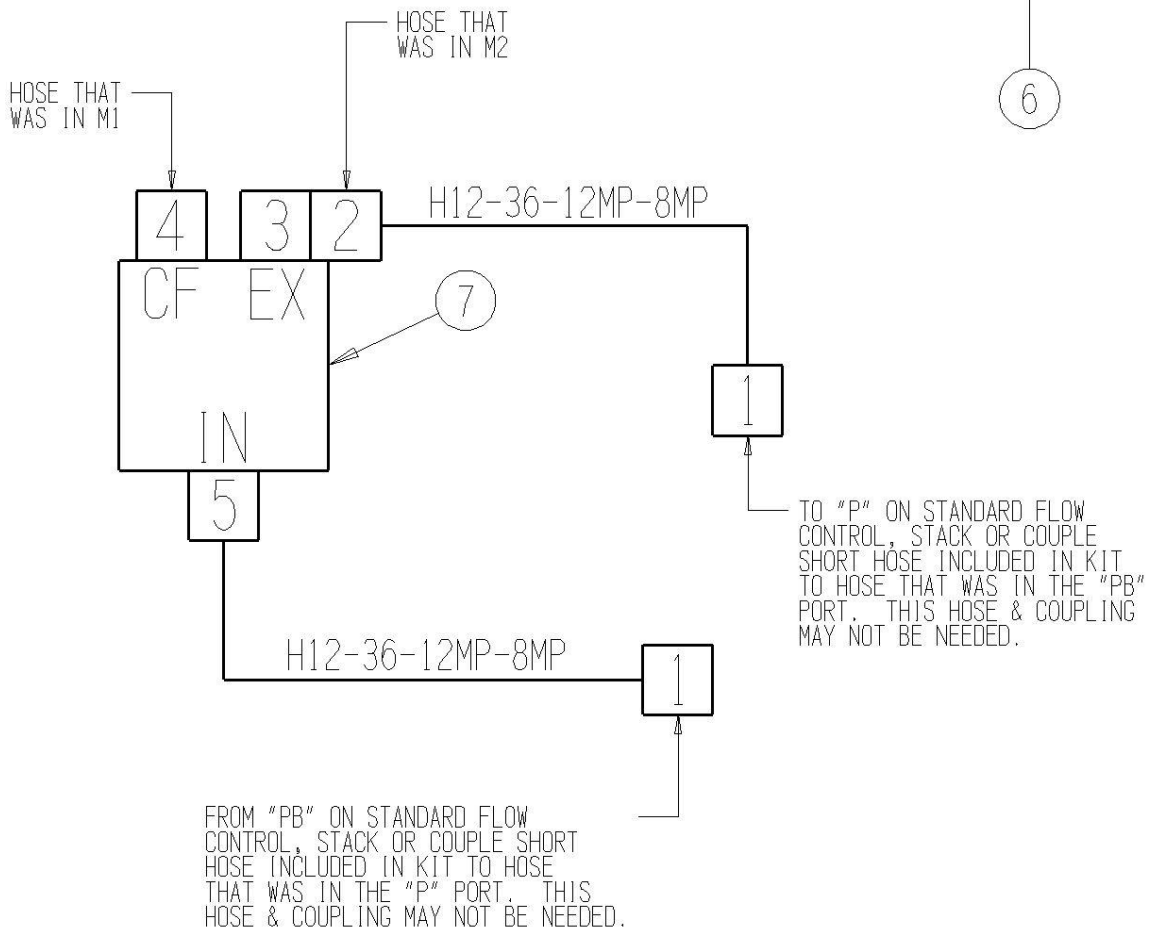 HOSE THAT
WAS IN M2
HOSE THAT
WAS IN M1
6
4
3
2
H12-36-12MP-8MP
CF
EX
7
IN
1
5
TO "P" ON STANDARD FLOW
CONTROL, STACK OR COUPLE
SHORT HOSE INCLUDED IN KIT
TO HOSE THAT WAS IN THE "PB"
PORT. THIS HOSE & COUPLING
MAY NOT BE NEEDED.
H12-36-12MP-8MP
1
FROM "PB" ON STANDARD FLOW
CONTROL, STACK OR COUPLE SHORT
HOSE INCLUDED IN KIT TO HOSE
THAT WAS IN THE "P" PORT. THIS
HOSE & COUPLING MAY NOT BE NEEDED.